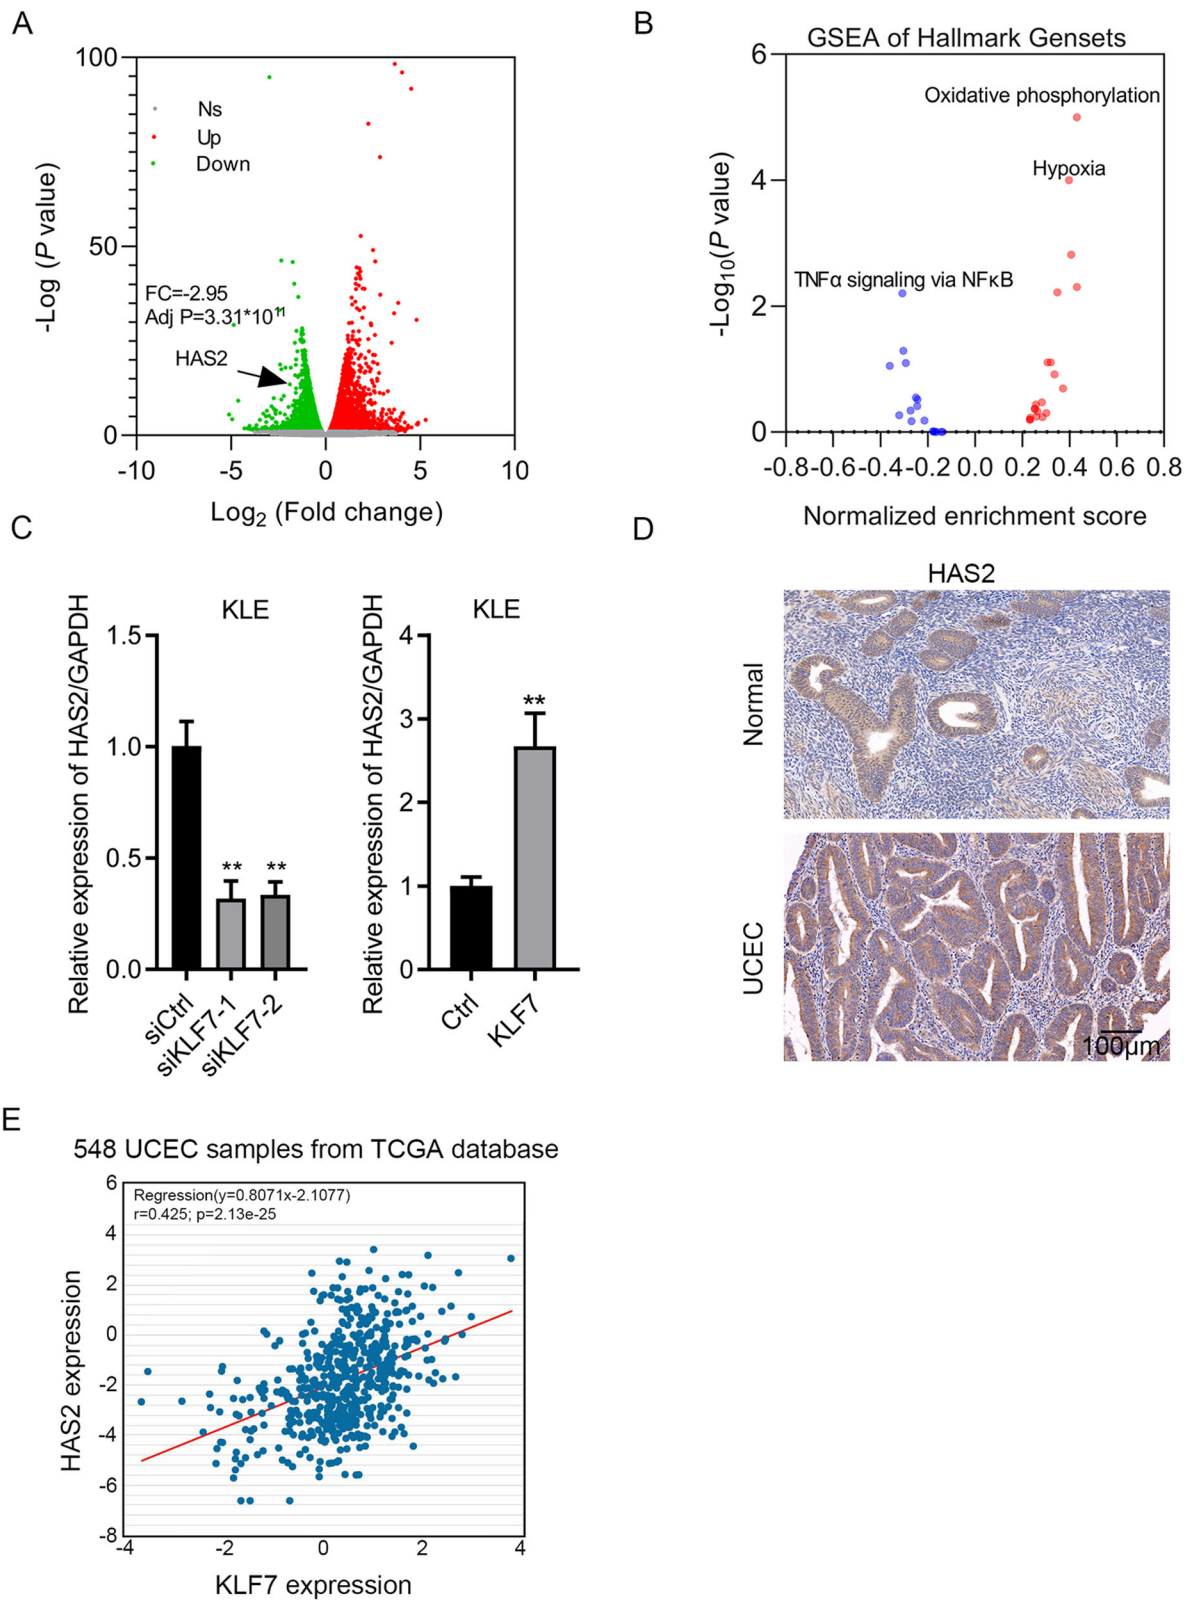 A
100
50
0
-10
-5
0
5
10
-Log (P value)
Log2 (Fold change)
Ns
Up
Down
FC=-2.95
Adj P=3.31*10
HAS2
B
GSEA of Hallmark Gensets
6
4
2
0
-0.8
-0.6
-0.4
-0.2
0.0
0.2
0.4
0.6
0.8
-Log10(P value)
Normalized enrichment score
Oxidative phosphorylation
Hypoxia
TNFα signaling via NFκB
C
KLE
Relative expression of HAS2/GAPDH
1.5
1.0
0.5
0.0
**
**
siCtrl
siKLF7-1
siKLF7-2
KLE
Relative expression of HAS2/GAPDH
4
3
2
1
0
**
Ctrl
KLF7
D
HAS2
Normal
UCEC
100μm
E
548 UCEC samples from TCGA database
Regression(y=0.8071x-2.1077)
r=0.425; p=2.13e-25
6
4
2
0
-2
-4
-6
-8
-4
-2
0
2
4
HAS2 expression
KLF7 expression